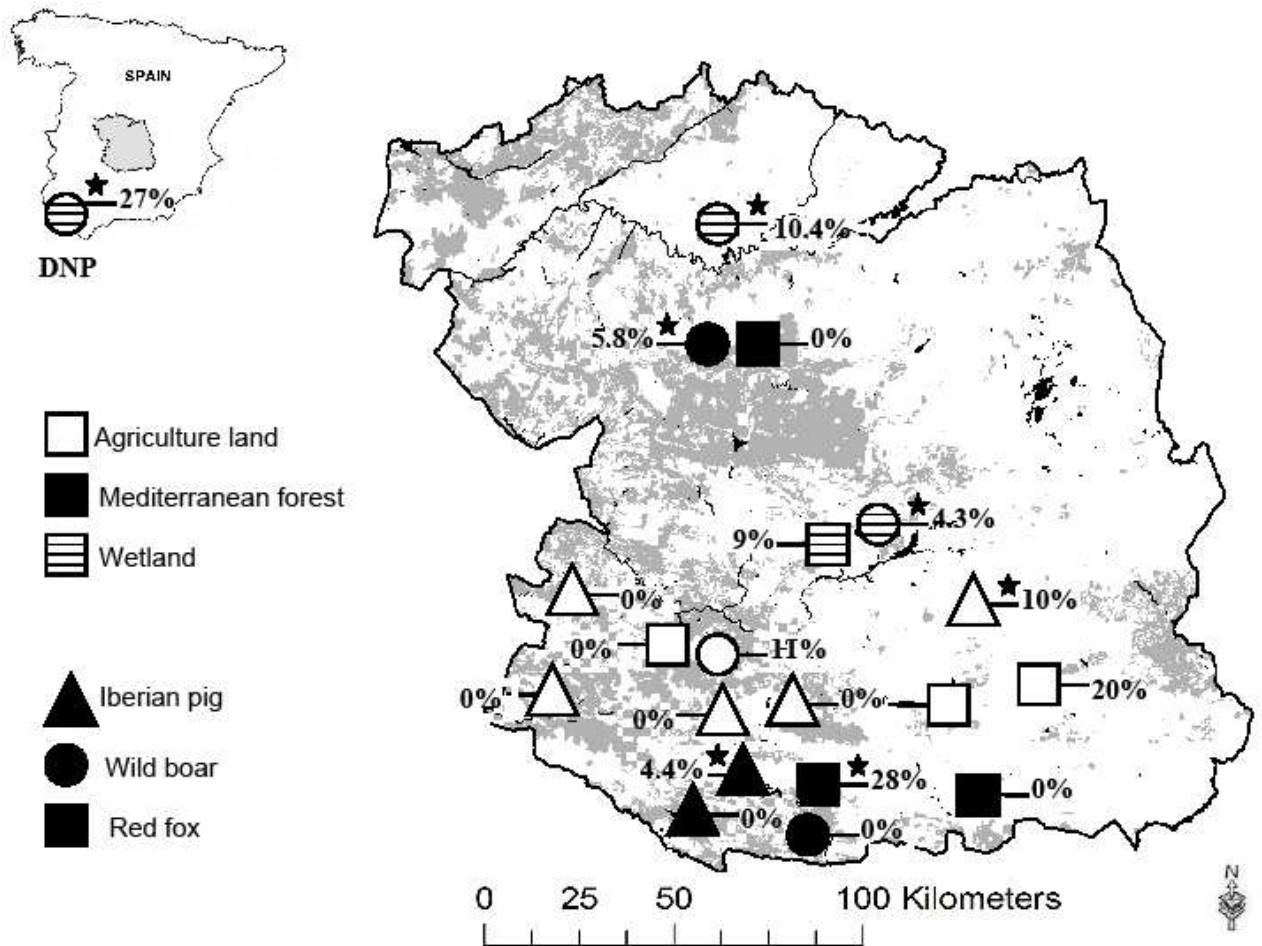 SPAIN
27%
DNP
10.4%
5.8% 0%
Agriculture land
Mediterranean forest
Wetland
4.3%
9%
0% 10%
0% 11%
0% 0% 0% 20%
Iberian pig
Wild boar
Red fox
4.4% 28% 0%
0% 0%
N
0 25 50 100 Kilometers